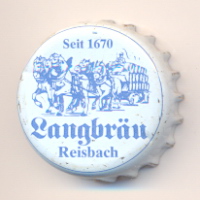 Seit 1670
Langbräu
Reisbach